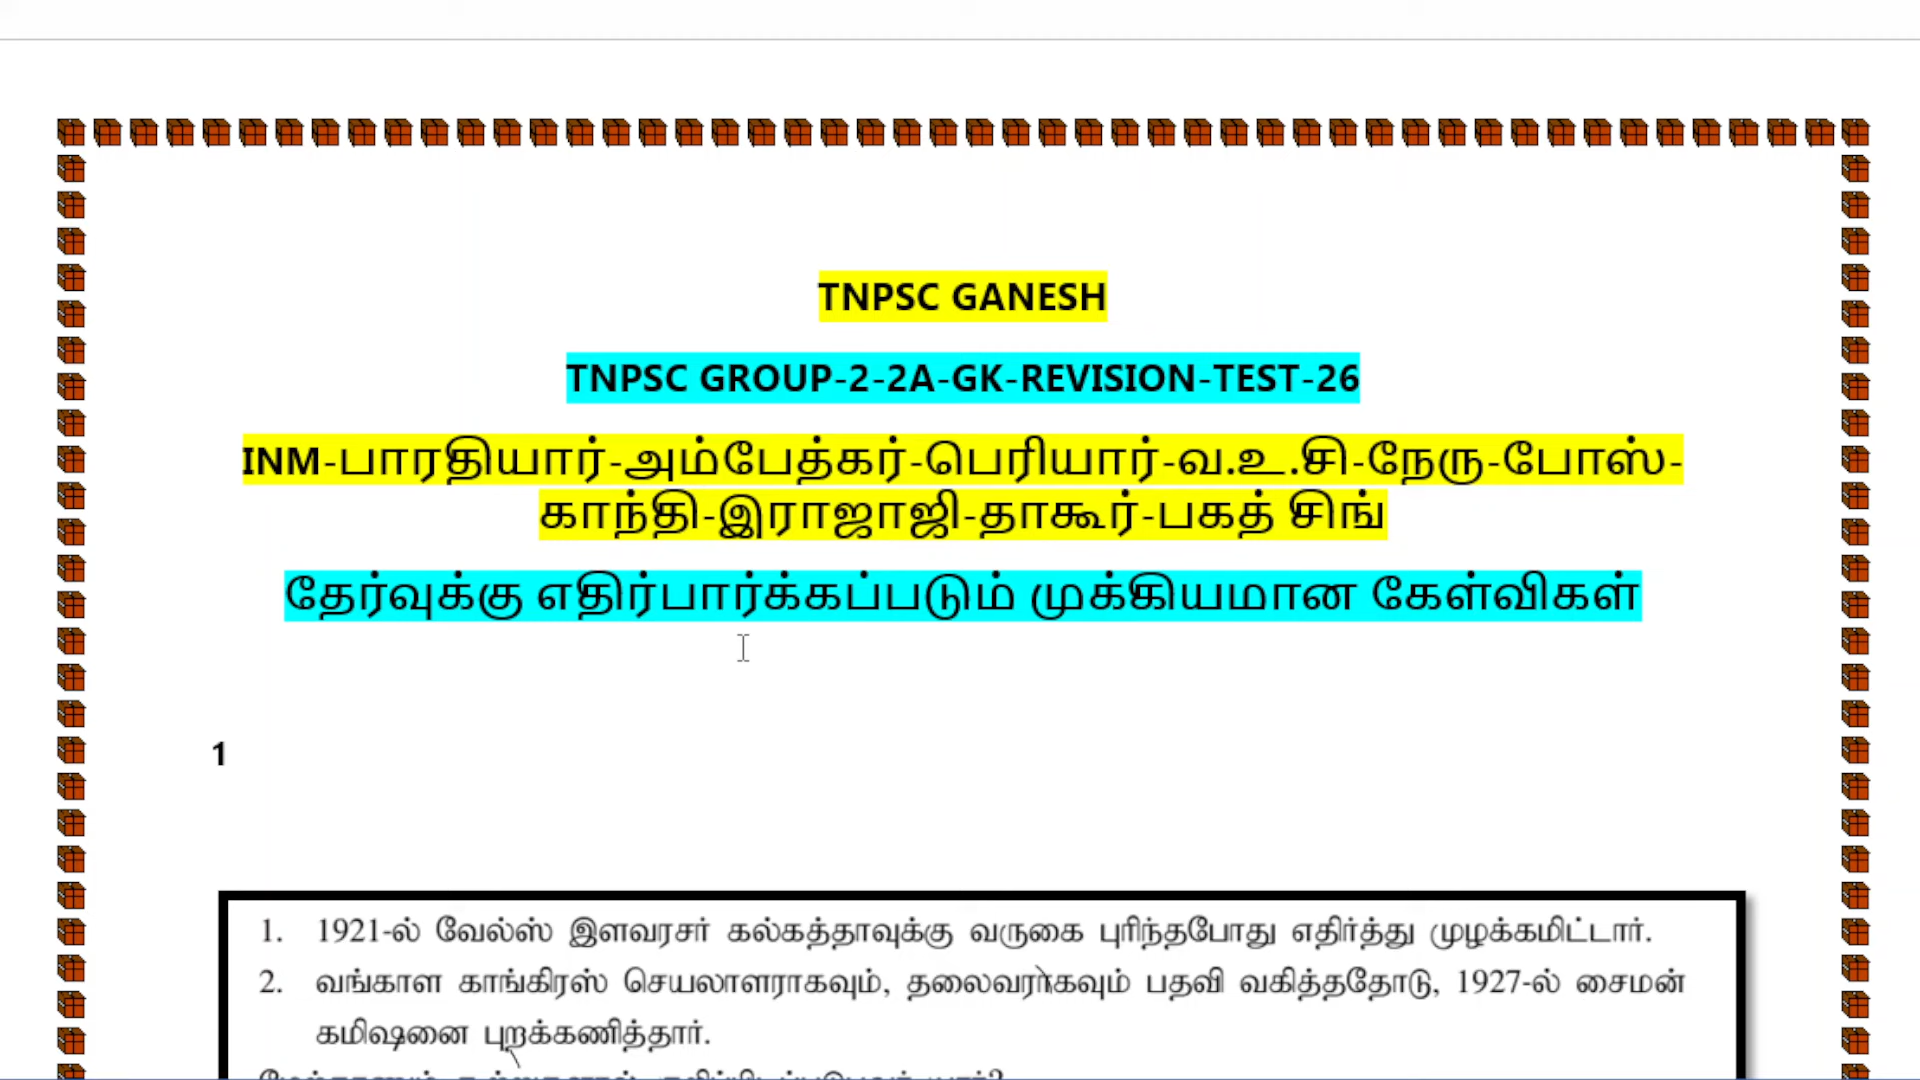 TNPSC GANESH
TNPSC GROUP-2-2A-GK-REVISION-TEST-26
INM-பாரதியார்-அம்பேத்கர்-பெரியார்-வ.உ.சி-நேரு-போஸ்-
காந்தி-இராஜாஜி-தாகூர்-பகத் சிங்
தேர்வுக்கு எதிர்பார்க்கப்படும் முக்கியமான கேள்விகள்
1
1. 1921-ல் வேல்ஸ் இளவரசர் கல்கத்தாவுக்கு வருகை புரிந்தபோது எதிர்த்து முழக்கமிட்டார்.
2. வங்காள காங்கிரஸ் செயலாளராகவும், தலைவராகவும் பதவி வகித்ததோடு, 1927-ல் சைமன்
கமிஷனை புறக்கணித்தார்.